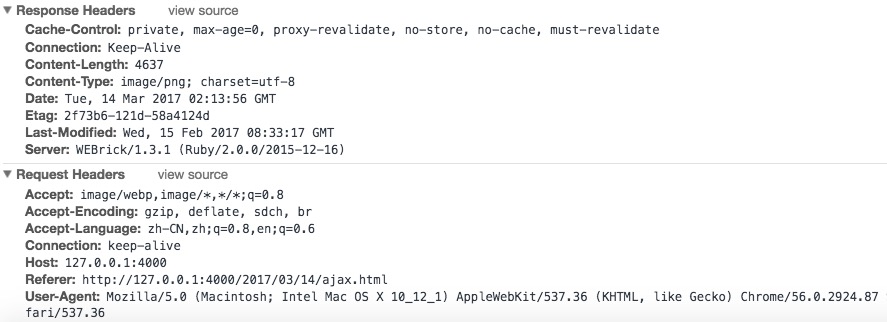 Response Headers view source
Cache-Control: private, max-age=0, proxy-revalidate, no-store, no-cache, must-revalidate
Connection: Keep-Alive
Content-Length: 4637
Content-Type: image/png; charset=utf-8
Date: Tue, 14 Mar 2017 02:13:56 GMT
Etag: 2f73b6-121d-58a4124d
Last-Modified: Wed, 15 Feb 2017 08:33:17 GMT
Server: WEBrick/1.3.1 (Ruby/2.0.0/2015-12-16)
Request Headers view source
Accept: image/webp,image/*,*/*;q=0.8
Accept-Encoding: gzip, deflate, sdch, br
Accept-Language: zh-CN,zh;q=0.8,en;q=0.6
Connection: keep-alive
Host: 127.0.0.1:4000
Referer: http://127.0.0.1:4000/2017/03/14/ajax.html
User-Agent: Mozilla/5.0 (Macintosh; Intel Mac OS X 10_12_1) AppleWebKit/537.36 (KHTML, like Gecko) Chrome/56.0.2924.87
fari/537.36